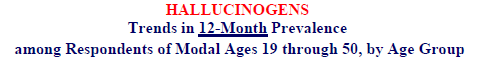 HALLUCINOGENS
Trends in 12-Month Prevalence
among Respondents of Modal Ages 19 through 50, by Age Group